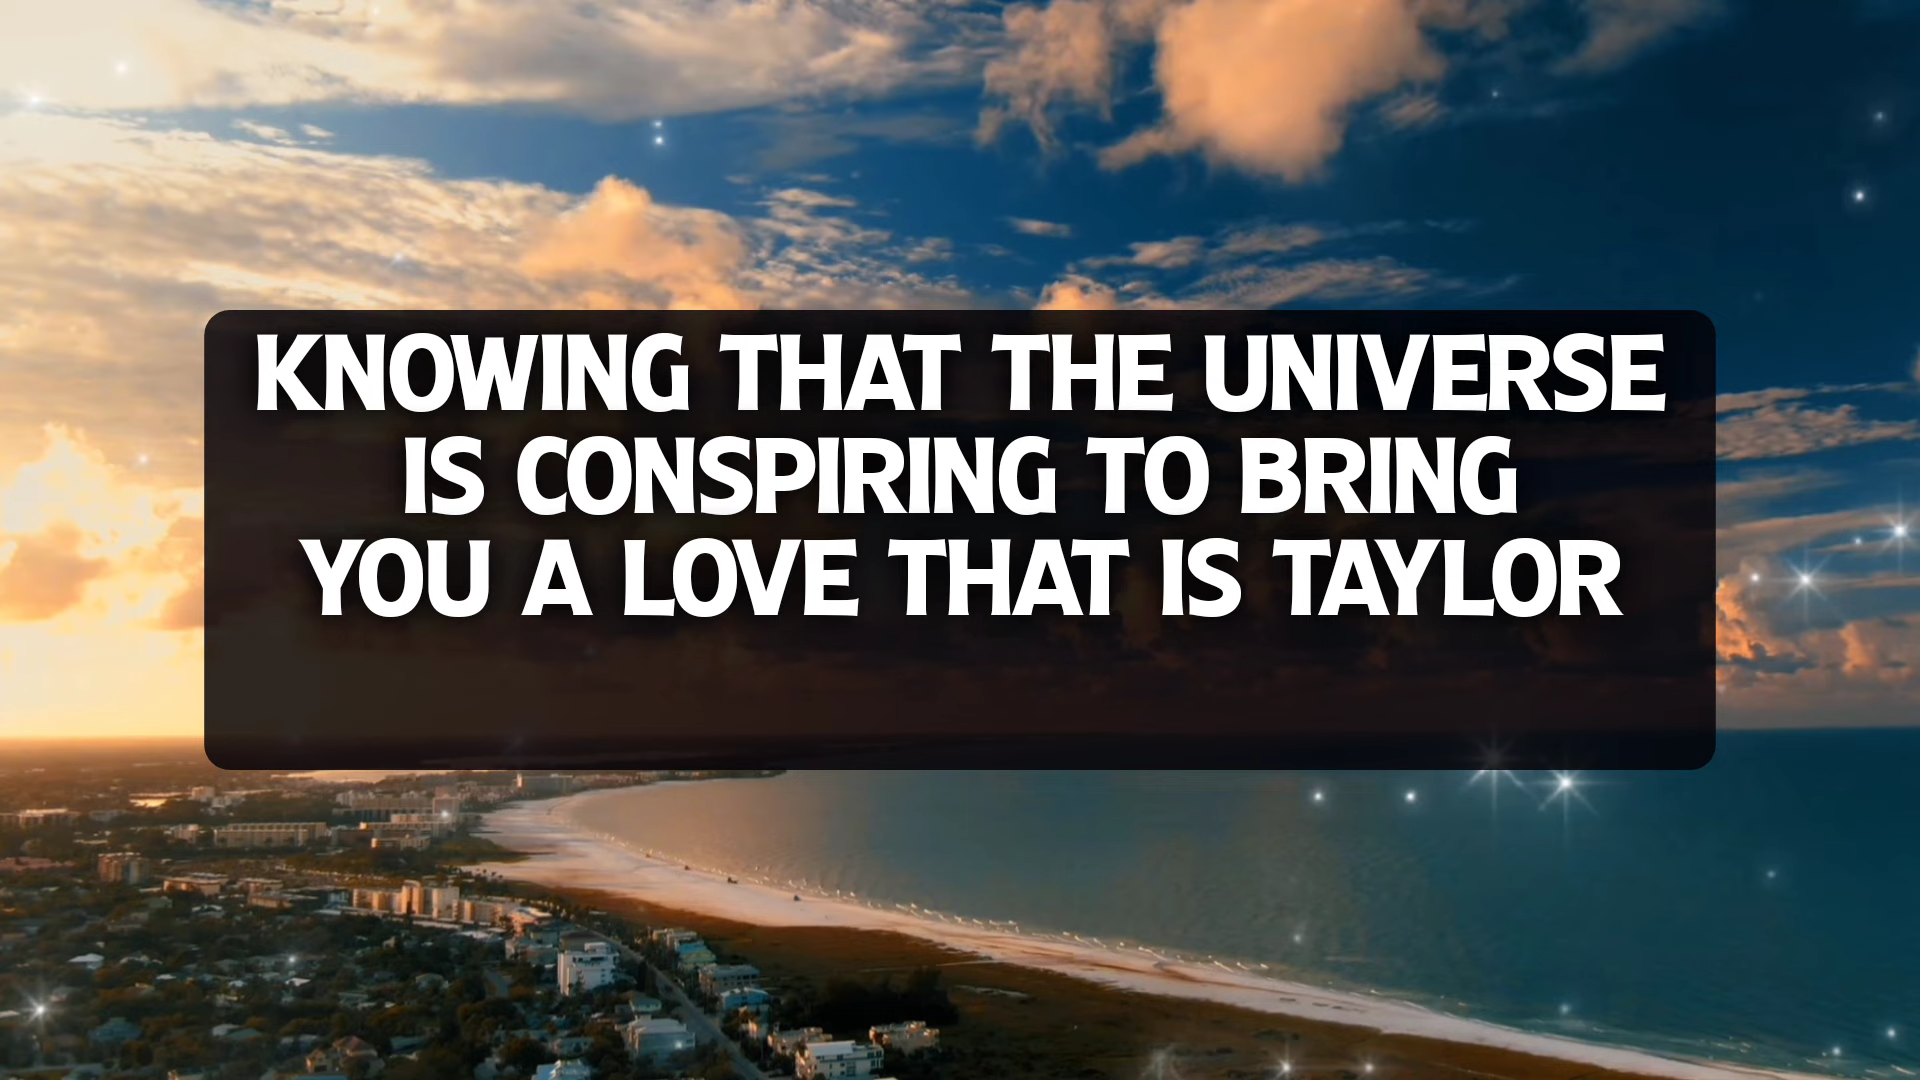 KNOWING THAT THE UNIVERSE
IS CONSPIRING TO BRING
YOU A LOVE THAT IS TAYLOR